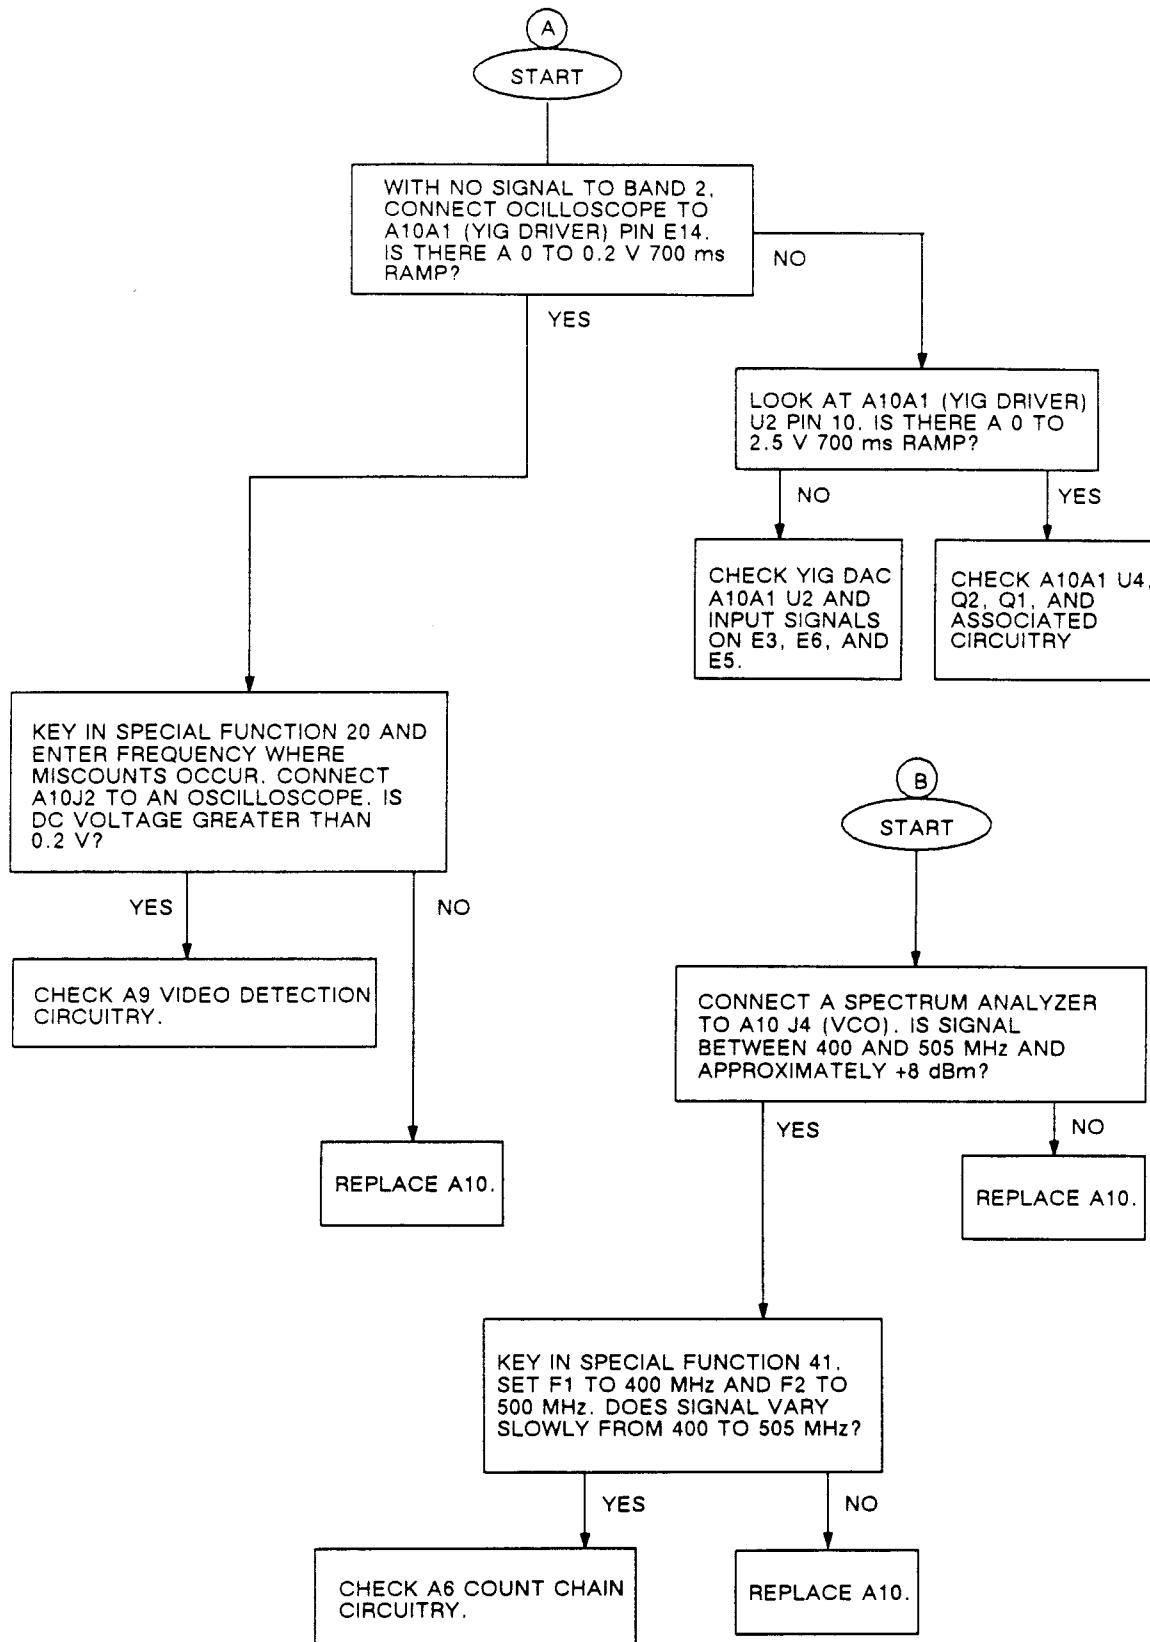 A
START
WITH NO SIGNAL TO BAND 2,
CONNECT OCILLOSCOPE TO
A10A1 (YIG DRIVER) PIN E14.
IS THERE A 0 TO 0.2 V 700 ms
RAMP?
NO
YES
LOOK AT A10A1 (YIG DRIVER)
U2 PIN 10. IS THERE A 0 TO
2.5 V 700 ms RAMP?
NO
YES
CHECK YIG DAC
A10A1 U2 AND
INPUT SIGNALS
ON E3, E6, AND
E5.
CHECK A10A1 U4,
Q2, Q1, AND
ASSOCIATED
CIRCUITRY
KEY IN SPECIAL FUNCTION 20 AND
ENTER FREQUENCY WHERE
MISCOUNTS OCCUR. CONNECT
A10J2 TO AN OSCILLOSCOPE. IS
DC VOLTAGE GREATER THAN
0.2 V?
YES
NO
CHECK A9 VIDEO DETECTION
CIRCUITRY.
REPLACE A10.
B
START
CONNECT A SPECTRUM ANALYZER
TO A10 J4 (VCO). IS SIGNAL
BETWEEN 400 AND 505 MHz AND
APPROXIMATELY +8 dBm?
YES
NO
REPLACE A10.
KEY IN SPECIAL FUNCTION 41.
SET F1 TO 400 MHz AND F2 TO
500 MHz. DOES SIGNAL VARY
SLOWLY FROM 400 TO 505 MHz?
YES
NO
CHECK A6 COUNT CHAIN
CIRCUITRY.
REPLACE A10.